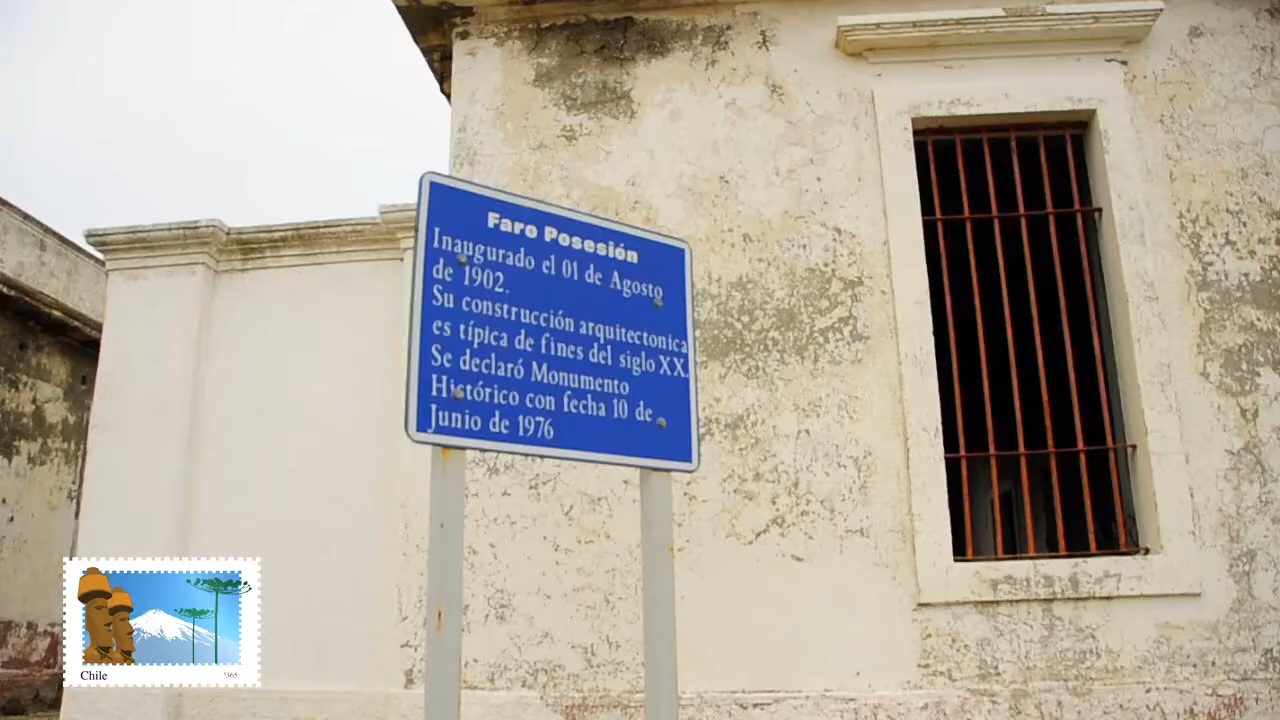 Faro Posesión
Inaugurado el 01 de Agosto
de 1902.
Su construcción arquitectonica
es típica de fines del siglo XX.
Se declaró Monumento
Histórico con fecha 10 de
Junio de 1976
Chile
$365